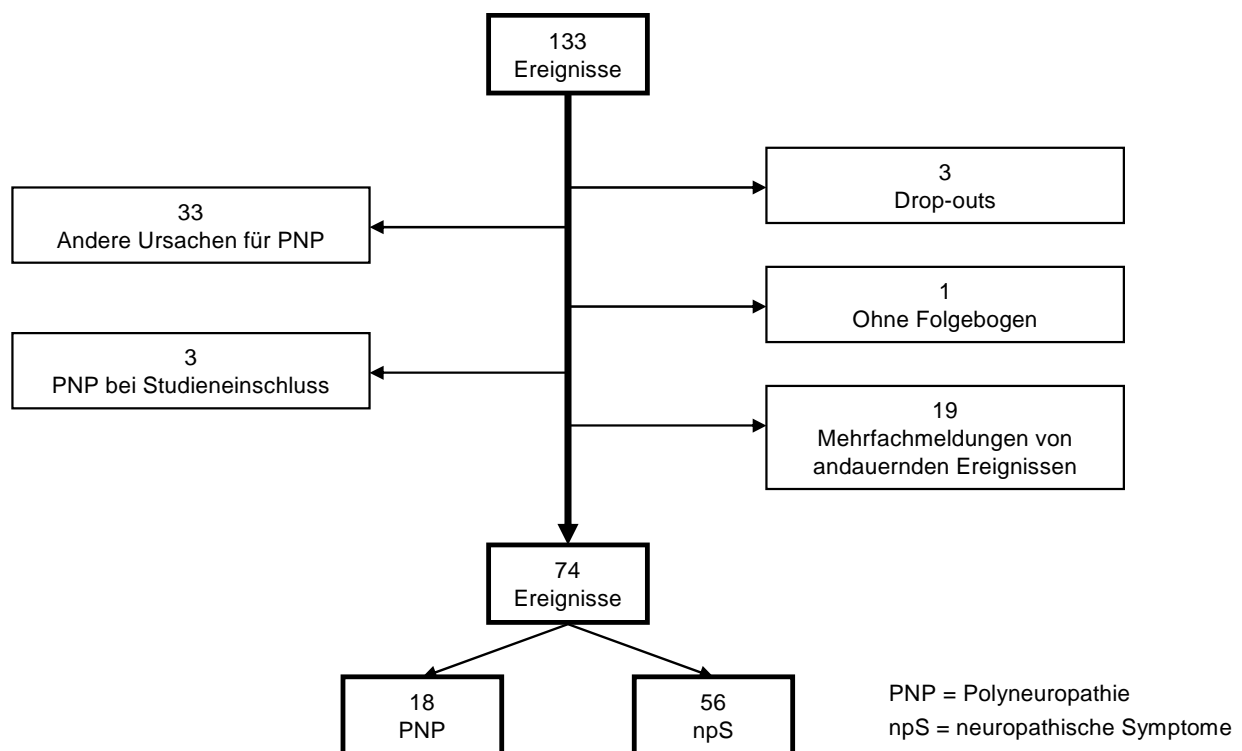 133
Ereignisse
3
Drop-outs
33
Andere Ursachen für PNP
1
Ohne Folgebogen
3
PNP bei Studieneinschluss
19
Mehrfachmeldungen von
andauernden Ereignissen
74
Ereignisse
18
PNP
56
npS
PNP = Polyneuropathie
npS = neuropathische Symptome